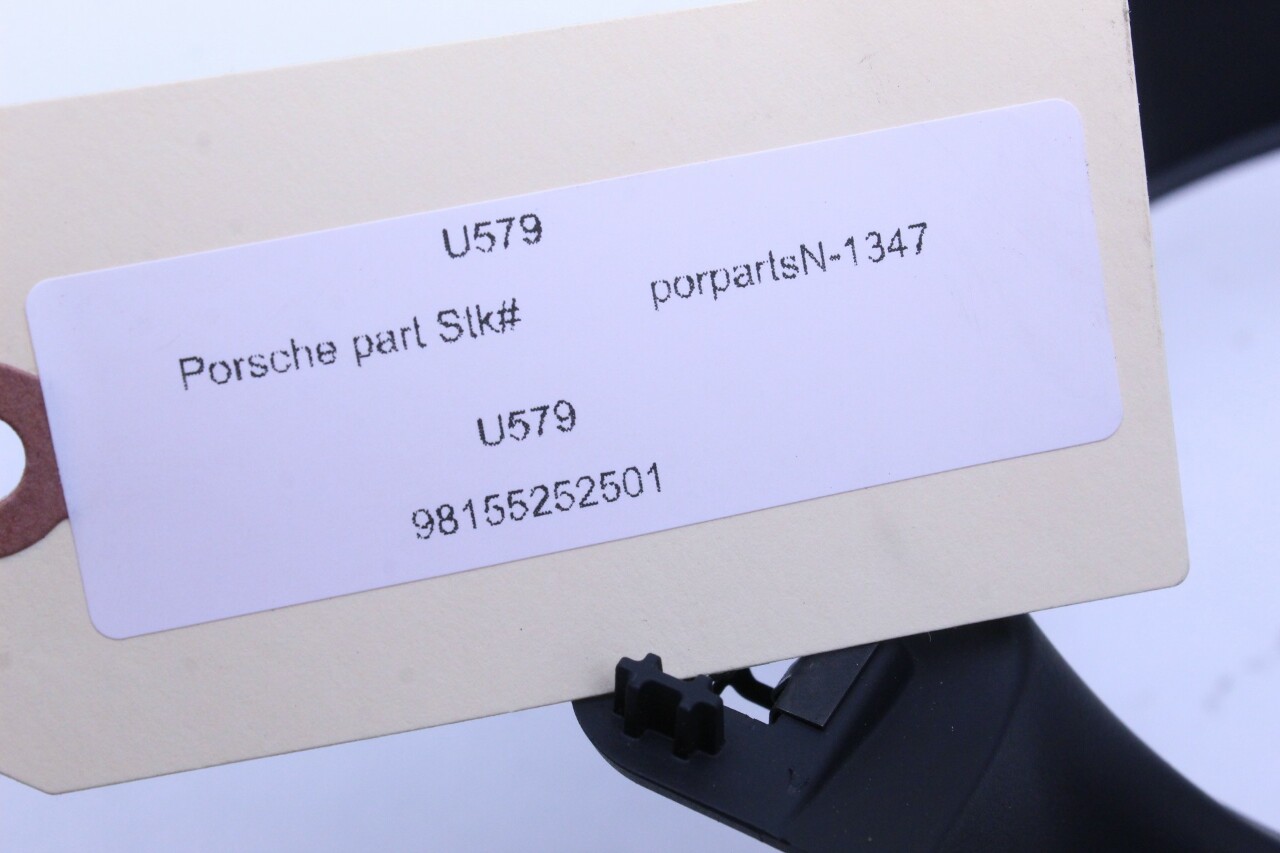 U579
Porsche part Stk# porpartsN-1347
U579
98155252501